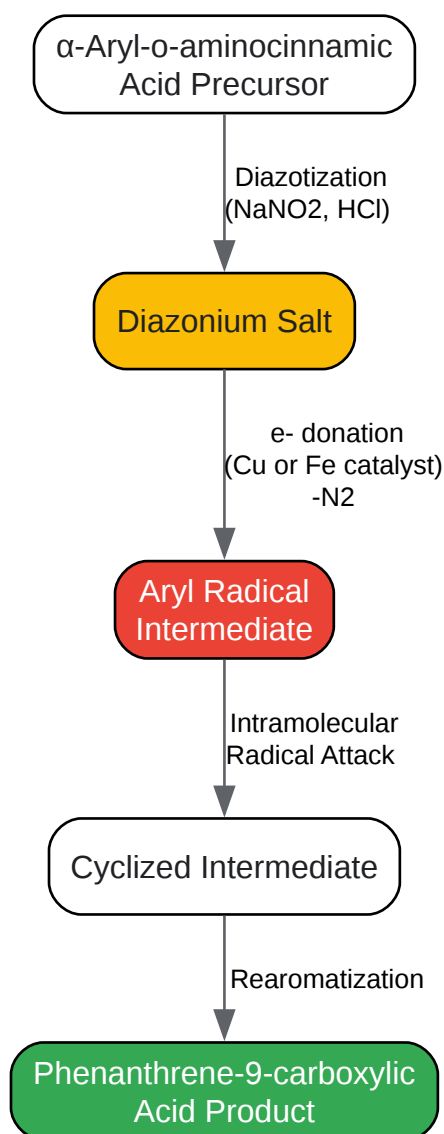 α-Aryl-o-aminocinnamic
Acid Precursor
Diazotization
(NaNO2, HCl)
Diazonium Salt
e- donation
(Cu or Fe catalyst)
-N2
Aryl Radical
Intermediate
Intramolecular
Radical Attack
Cyclized Intermediate
Rearomatization
Phenanthrene-9-carboxylic
Acid Product